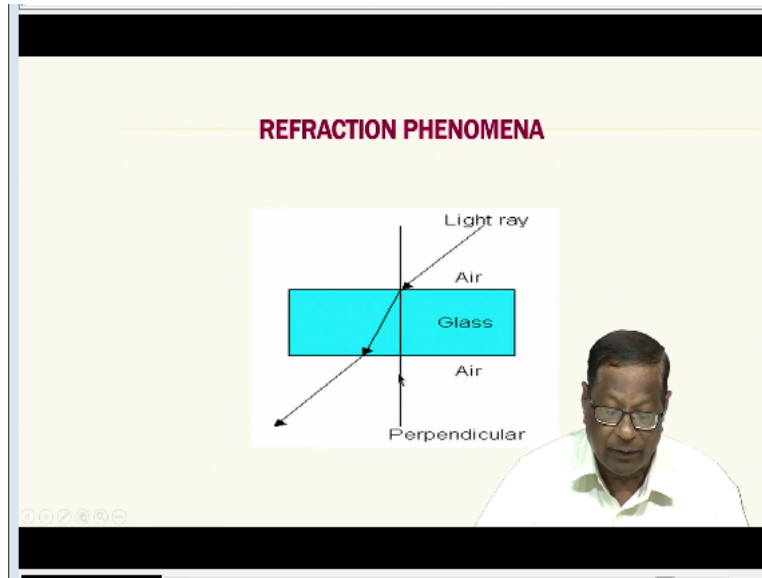 REFRACTION PHENOMENA
Light ray
Air
Glass
Air
Perpendicular